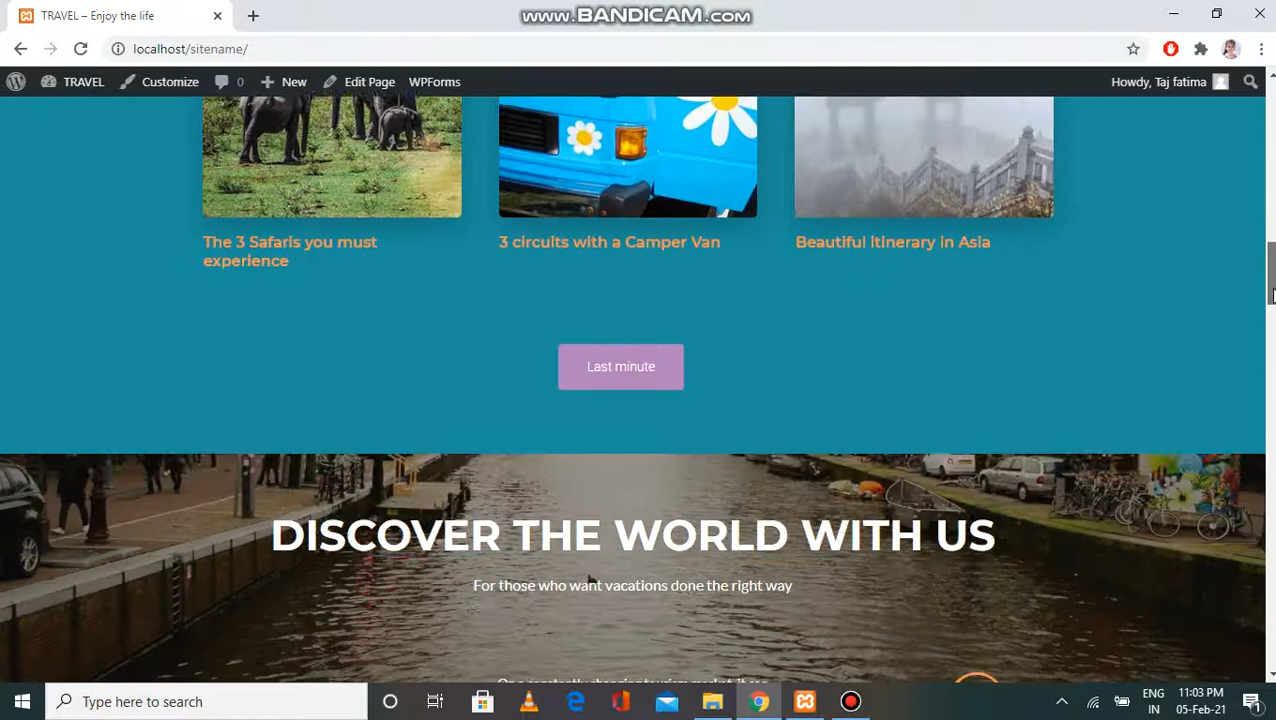 TRAVEL – Enjoy the life
www.BANDICAM.com
localhost/sitename/
TRAVEL
Customize
0
New
Edit Page
WPForms
Howdy, Taj fatima
The 3 Safaris you must
experience
3 circuits with a Camper Van
Beautiful itinerary in Asia
Last minute
DISCOVER THE WORLD WITH US
For those who want vacations done the right way
Type here to search
ENG
IN
11:03 PM
05-Feb-21
1